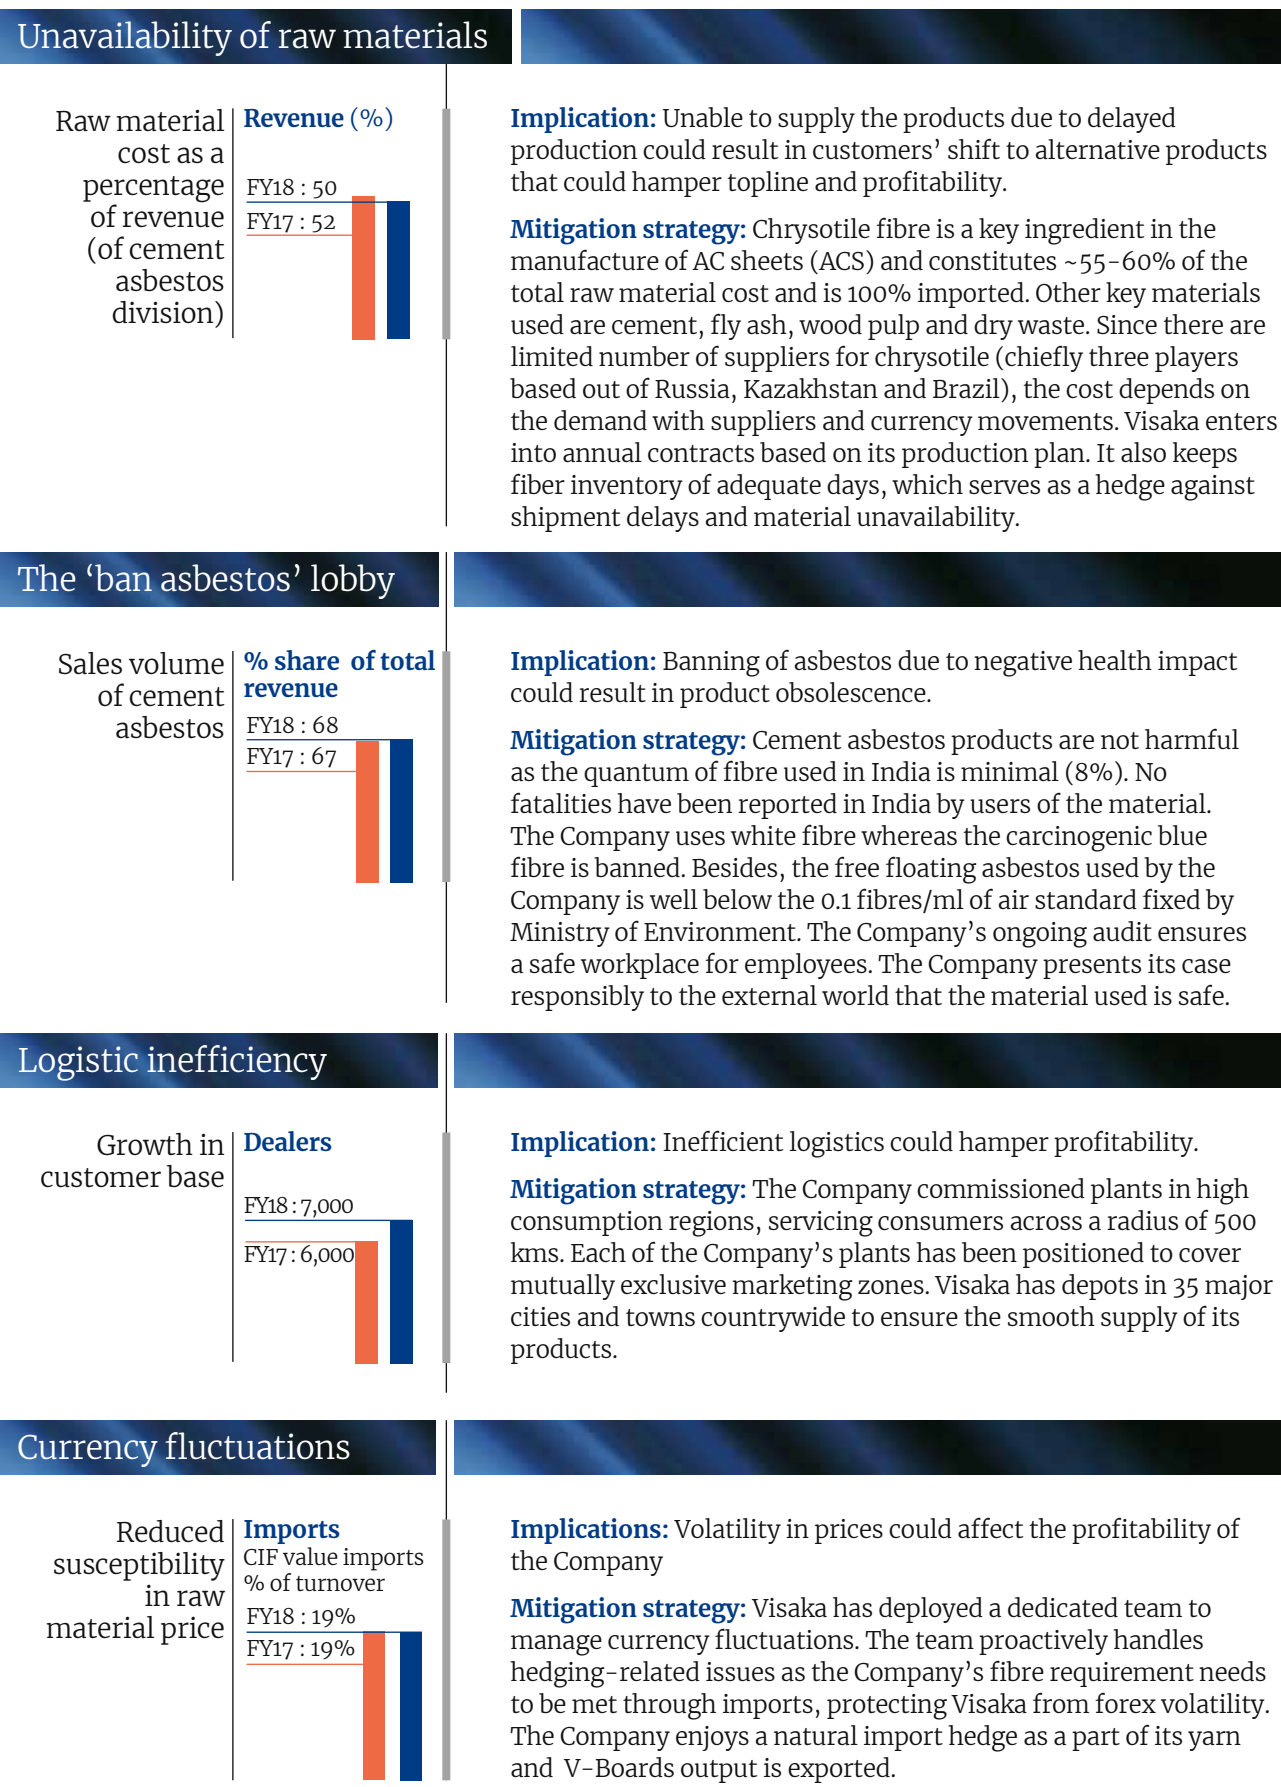 Unavailability of raw materials
Raw material
cost as a
percentage
of revenue
(of cement
asbestos
division)
Revenue (%)
FY18 : 50
FY17 : 52
Implication: Unable to supply the products due to delayed
production could result in customers’ shift to alternative products
that could hamper topline and profitability.
Mitigation strategy: Chrysotile fibre is a key ingredient in the
manufacture of AC sheets (ACS) and constitutes ~55-60% of the
total raw material cost and is 100% imported. Other key materials
used are cement, fly ash, wood pulp and dry waste. Since there are
limited number of suppliers for chrysotile (chiefly three players
based out of Russia, Kazakhstan and Brazil), the cost depends on
the demand with suppliers and currency movements. Visaka enters
into annual contracts based on its production plan. It also keeps
fiber inventory of adequate days, which serves as a hedge against
shipment delays and material unavailability.
The ‘ban asbestos’ lobby
Sales volume
of cement
asbestos
% share of total
revenue
FY18 : 68
FY17 : 67
Implication: Banning of asbestos due to negative health impact
could result in product obsolescence.
Mitigation strategy: Cement asbestos products are not harmful
as the quantum of fibre used in India is minimal (8%). No
fatalities have been reported in India by users of the material.
The Company uses white fibre whereas the carcinogenic blue
fibre is banned. Besides, the free floating asbestos used by the
Company is well below the 0.1 fibres/ml of air standard fixed by
Ministry of Environment. The Company’s ongoing audit ensures
a safe workplace for employees. The Company presents its case
responsibly to the external world that the material used is safe.
Logistic inefficiency
Growth in
customer base
Dealers
FY18 : 7,000
FY17 : 6,000
Implication: Inefficient logistics could hamper profitability.
Mitigation strategy: The Company commissioned plants in high
consumption regions, servicing consumers across a radius of 500
kms. Each of the Company’s plants has been positioned to cover
mutually exclusive marketing zones. Visaka has depots in 35 major
cities and towns countrywide to ensure the smooth supply of its
products.
Currency fluctuations
Reduced
susceptibility
in raw
material price
Imports
CIF value imports
% of turnover
FY18 : 19%
FY17 : 19%
Implications: Volatility in prices could affect the profitability of
the Company
Mitigation strategy: Visaka has deployed a dedicated team to
manage currency fluctuations. The team proactively handles
hedging-related issues as the Company’s fibre requirement needs
to be met through imports, protecting Visaka from forex volatility.
The Company enjoys a natural import hedge as a part of its yarn
and V-Boards output is exported.